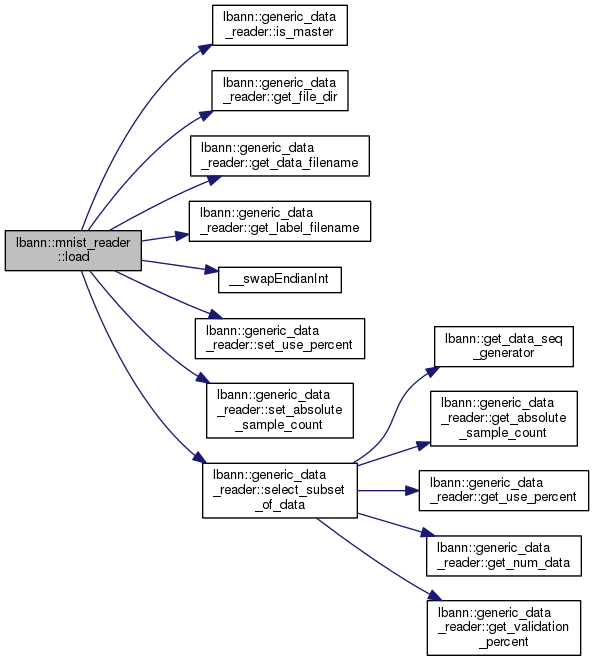 lbann::generic_data
_reader::is_master
lbann::generic_data
_reader::get_file_dir
lbann::generic_data
_reader::get_data_filename
lbann::generic_data
_reader::get_label_filename
lbann::mnist_reader
::load
__swapEndianInt
lbann::generic_data
_reader::set_use_percent
lbann::get_data_seq
_generator
lbann::generic_data
_reader::set_absolute
_sample_count
lbann::generic_data
_reader::get_absolute
_sample_count
lbann::generic_data
_reader::select_subset
_of_data
lbann::generic_data
_reader::get_use_percent
lbann::generic_data
_reader::get_num_data
lbann::generic_data
_reader::get_validation
_percent